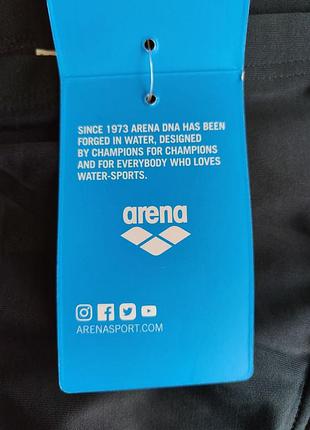 SINCE 1973 ARENA DNA HAS BEEN
FORGED IN WATER, DESIGNED
BY CHAMPIONS FOR CHAMPIONS
AND FOR EVERYBODY WHO LOVES
WATER-SPORTS.
arena
ARENASPORT.COM